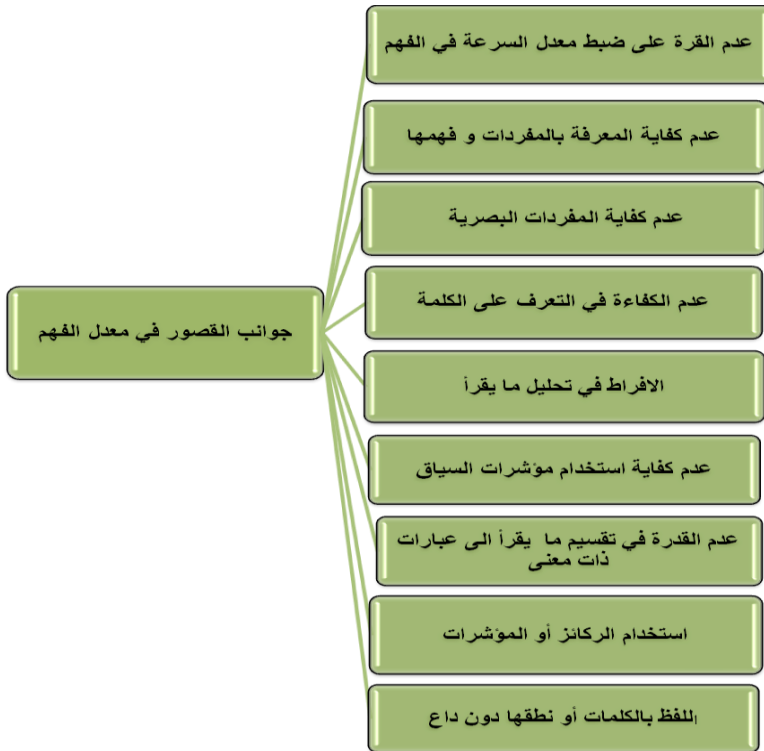 جوانب القصور في معدل الفهم
عدم القرة على ضبط معدل السرعة في الفهم
عدم كفاية المعرفة بالمفردات و فهمها
عدم كفاية المفردات البصرية
عدم الكفاءة في التعرف على الكلمة
الافراط في تحليل ما يقرأ
عدم كفاية استخدام مؤشرات السياق
عدم القدرة في تقسيم ما يقرأ الى عبارات
ذات معنى
استخدام الركائز أو المؤشرات
اللفظ بالكلمات أو نطقها دون داع